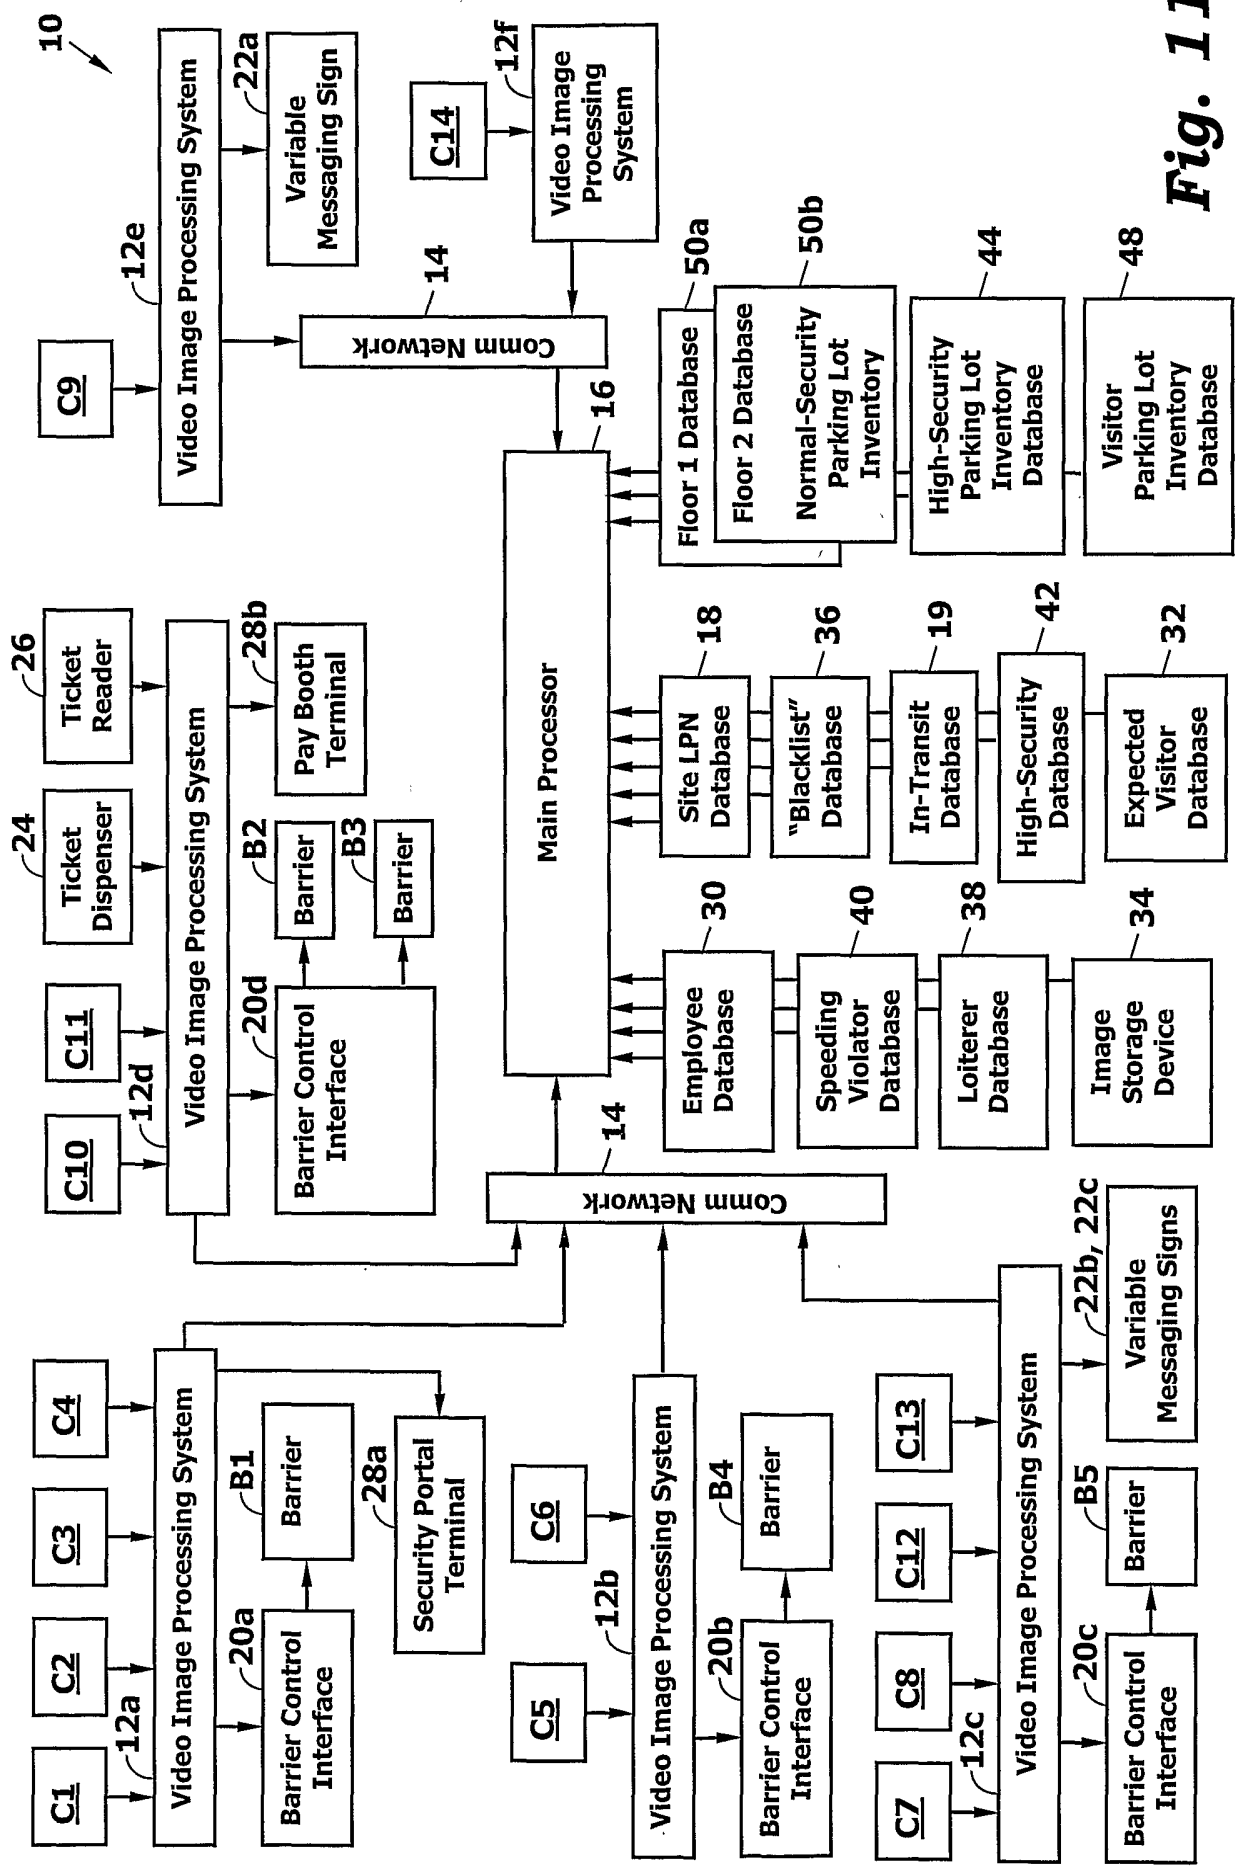 10
C1
C2
C3
C4
12a
Video Image Processing System
20a
Barrier Control
Interface
B1
Barrier
28a
Security Portal
Terminal
C10
C11
24
Ticket
Dispenser
26
Ticket
Reader
12d
Video Image Processing System
20d
Barrier Control
Interface
B2
Barrier
B3
Barrier
28b
Pay Booth
Terminal
C9
12e
Video Image Processing System
22a
Variable
Messaging Sign
C14
12f
Video Image
Processing
System
14
Comm Network
C5
C6
12b
Video Image Processing System
20b
Barrier Control
Interface
B4
Barrier
C7
C8
C12
C13
12c
Video Image Processing System
20c
Barrier Control
Interface
B5
Barrier
22b, 22c
Variable
Messaging Signs
14
Comm Network
16
Main Processor
30
Employee
Database
40
Speeding
Violator
Database
38
Loiterer
Database
34
Image
Storage
Device
18
Site LPN
Database
36
“Blacklist”
Database
19
In-Transit
Database
42
High-Security
Database
32
Expected
Visitor
Database
50a
Floor 1 Database
50b
Floor 2 Database
Normal-Security
Parking Lot
Inventory
44
High-Security
Parking Lot
Inventory
Database
48
Visitor
Parking Lot
Inventory
Database
Fig. 11